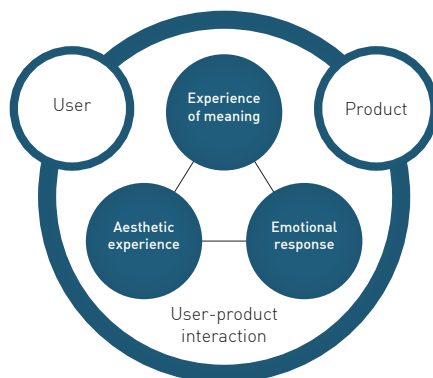 User
Product
Experience
of meaning
Aesthetic
experience
Emotional
response
User-product
interaction